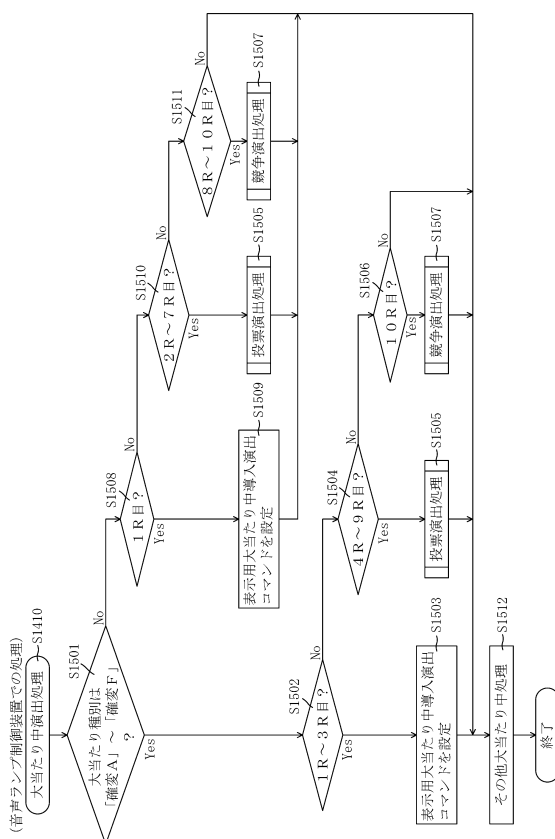 (音声ランプ制御装置での処理)
大当たり中演出処理
S1410
S1501
大当たり種別は
「確変A」～「確変F」
?
No
Yes
S1508
1R目?
No
Yes
S1509
表示用大当たり中導入演出
コマンドを設定
S1510
2R～7R目?
No
Yes
S1505
投票演出処理
S1511
8R～10R目?
No
Yes
S1507
競争演出処理
S1502
1R～3R目?
No
Yes
S1503
表示用大当たり中導入演出
コマンドを設定
S1504
4R～9R目?
No
Yes
S1505
投票演出処理
S1506
10R目?
No
Yes
S1507
競争演出処理
S1512
その他大当たり中処理
終了